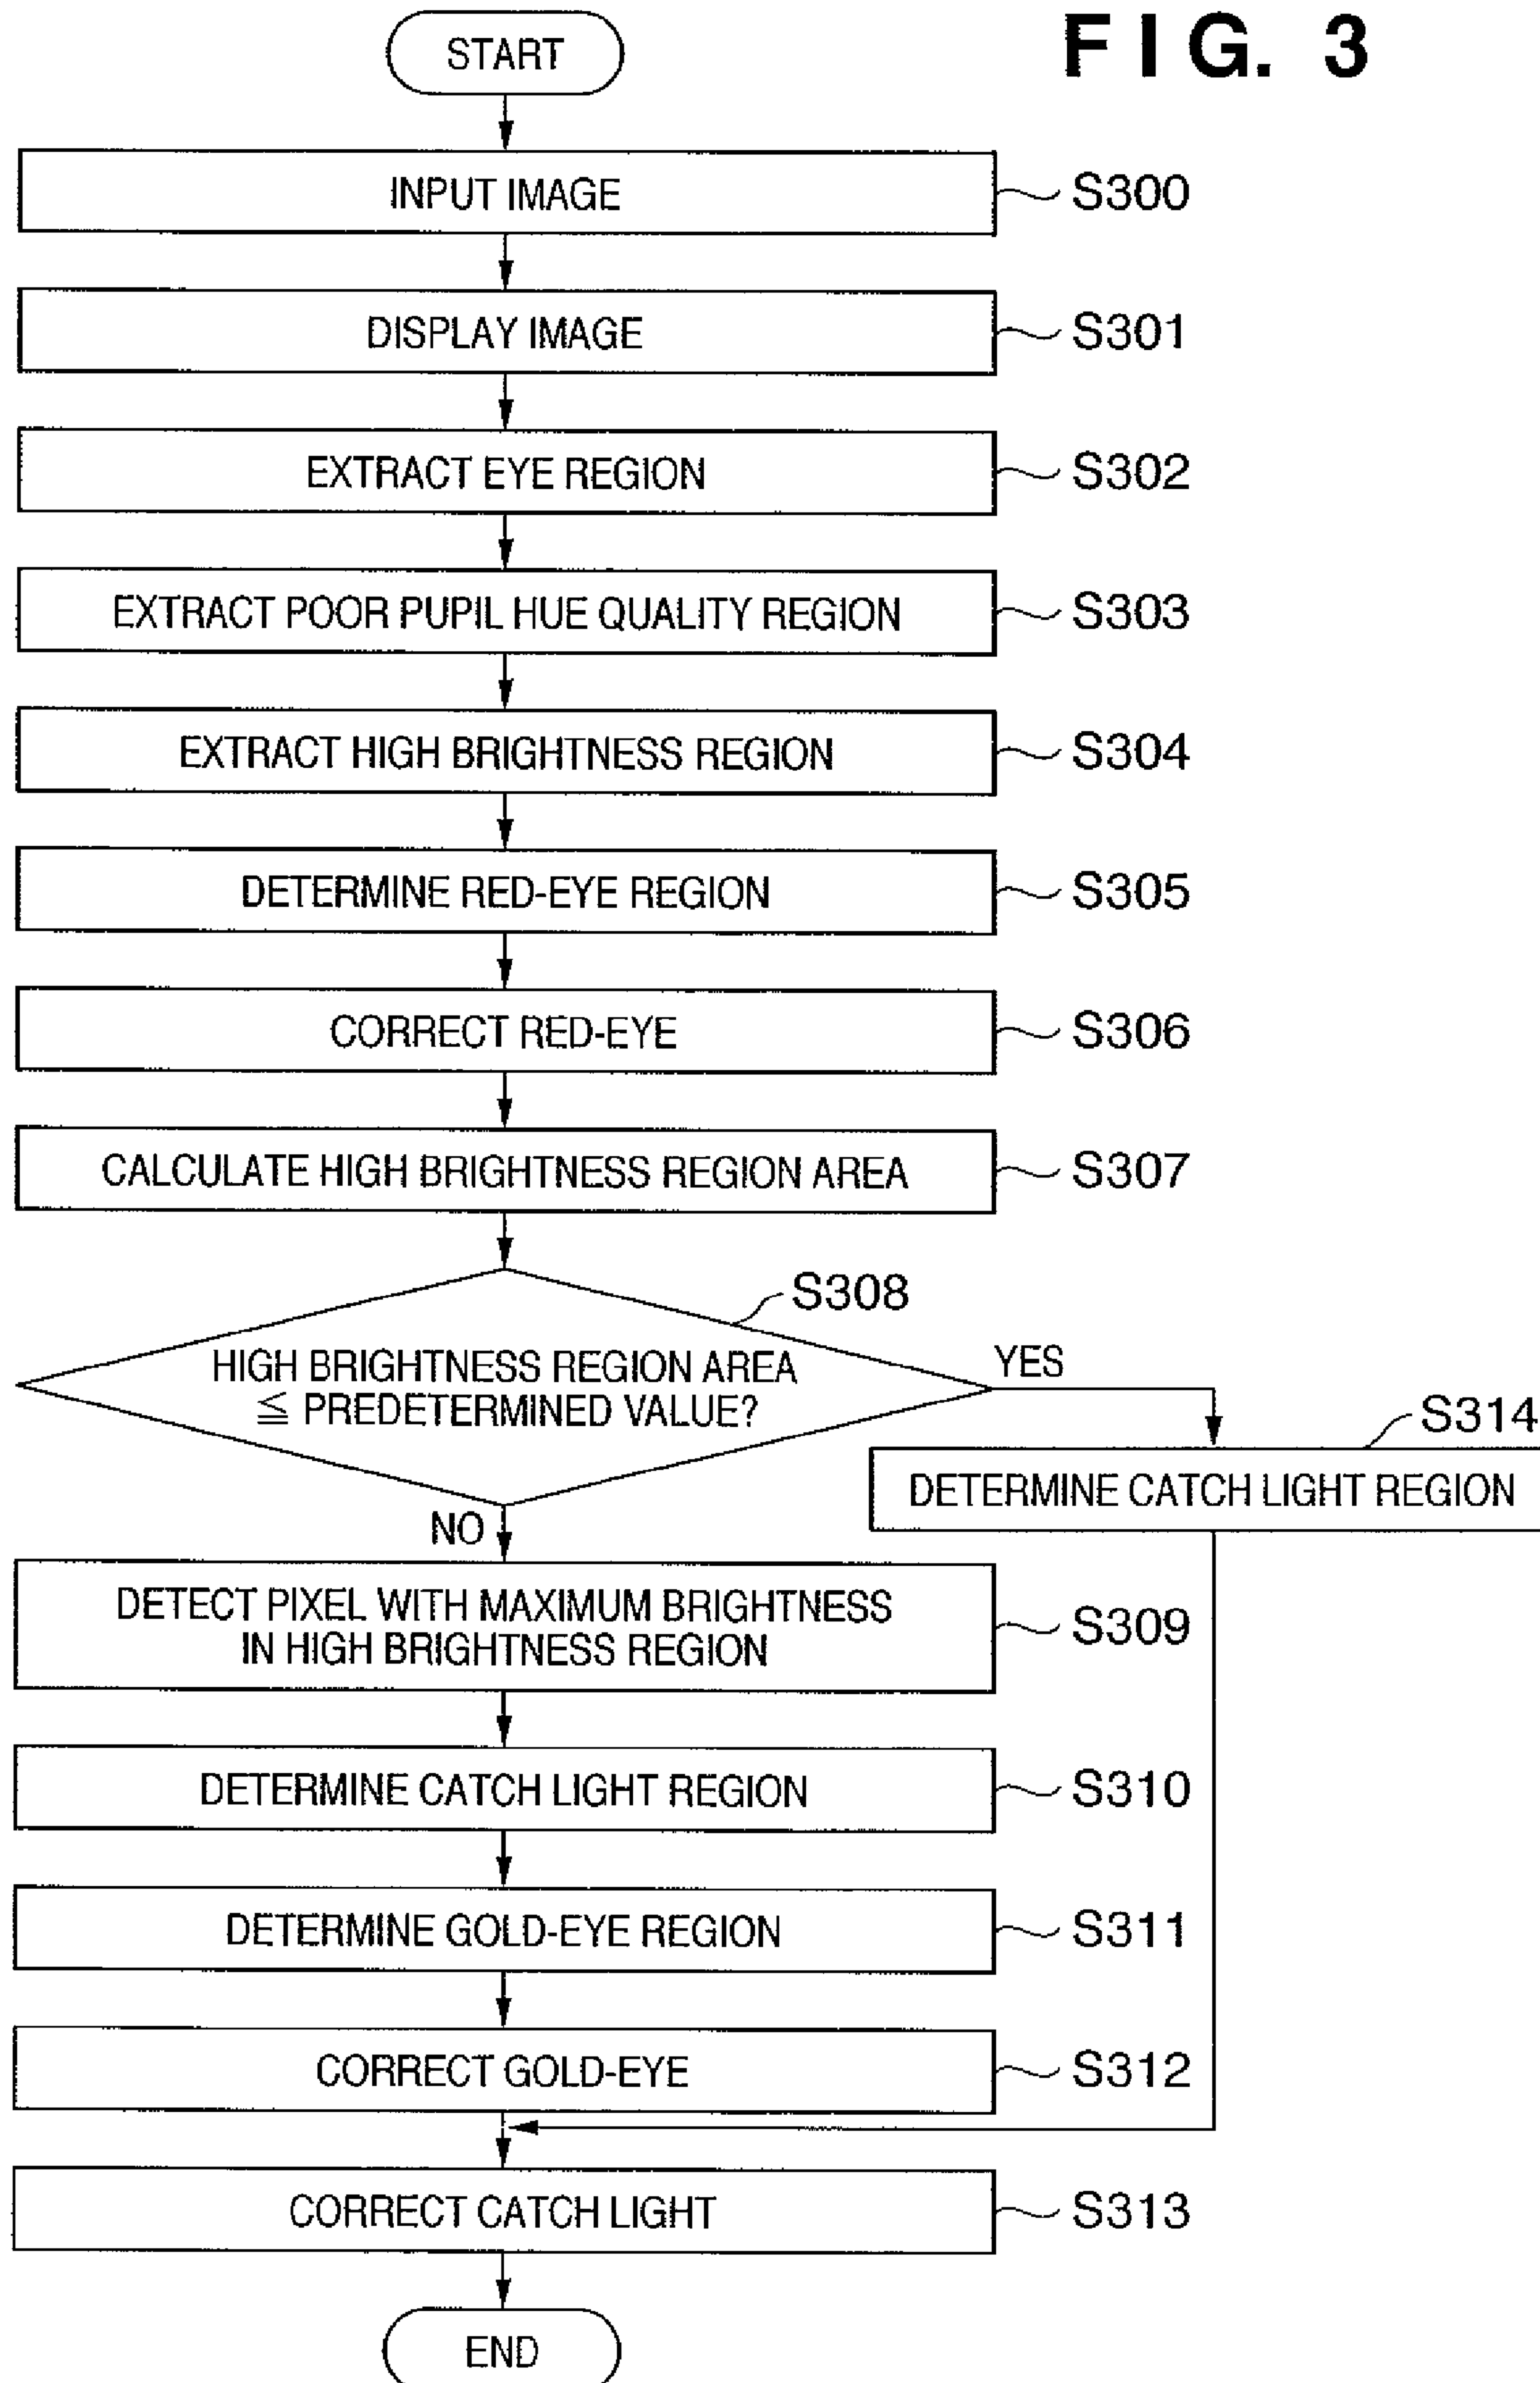 FIG. 3
START
INPUT IMAGE
S300
DISPLAY IMAGE
S301
EXTRACT EYE REGION
S302
EXTRACT POOR PUPIL HUE QUALITY REGION
S303
EXTRACT HIGH BRIGHTNESS REGION
S304
DETERMINE RED-EYE REGION
S305
CORRECT RED-EYE
S306
CALCULATE HIGH BRIGHTNESS REGION AREA
S307
S308
HIGH BRIGHTNESS REGION AREA
≦ PREDETERMINED VALUE?
YES
S314
DETERMINE CATCH LIGHT REGION
NO
DETECT PIXEL WITH MAXIMUM BRIGHTNESS
IN HIGH BRIGHTNESS REGION
S309
DETERMINE CATCH LIGHT REGION
S310
DETERMINE GOLD-EYE REGION
S311
CORRECT GOLD-EYE
S312
CORRECT CATCH LIGHT
S313
END